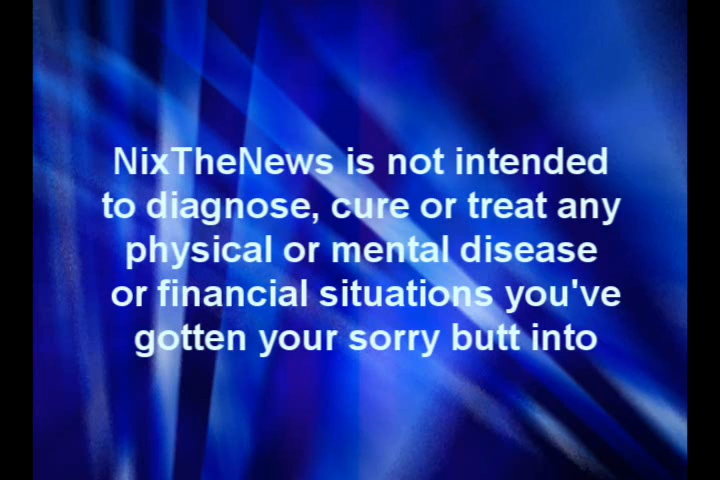 NixTheNews is not intended
to diagnose, cure or treat any
physical or mental disease
or financial situations you've
gotten your sorry butt into